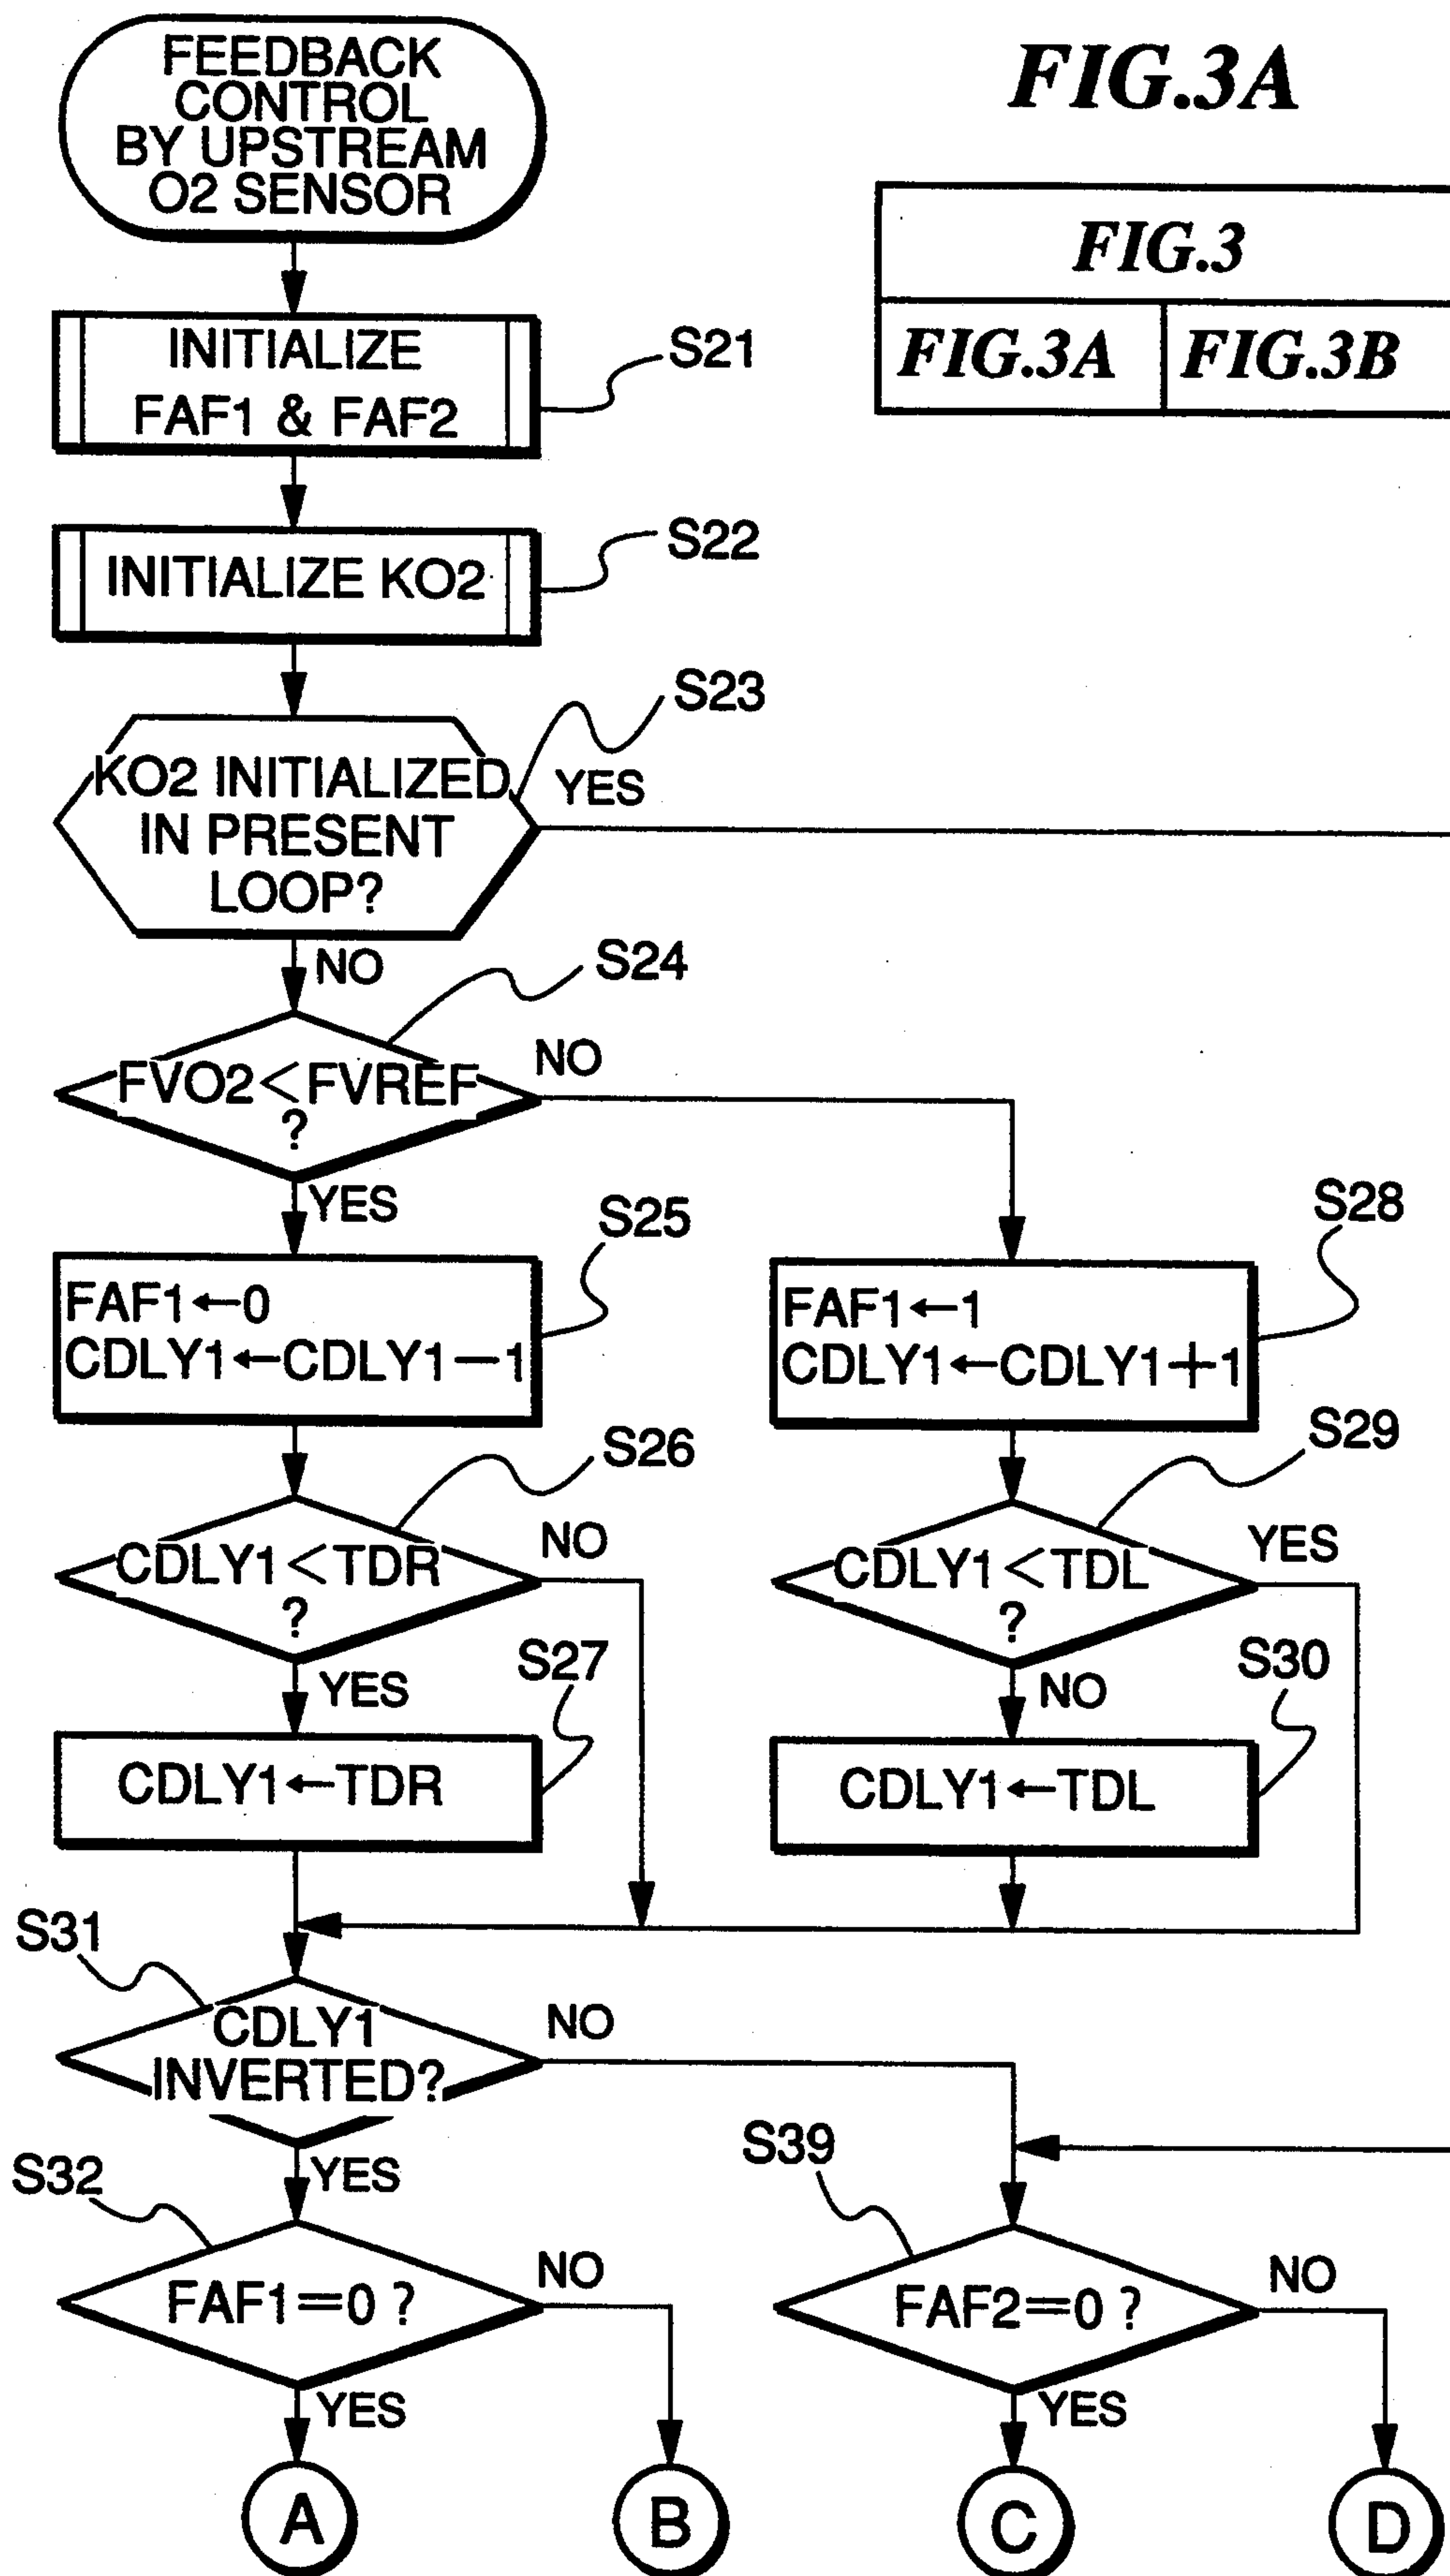 FIG.3A
FIG.3
FIG.3A FIG.3B
FEEDBACK
CONTROL
BY UPSTREAM
O2 SENSOR
INITIALIZE
FAF1 & FAF2
S21
INITIALIZE KO2
S22
S23
KO2 INITIALIZED
IN PRESENT
LOOP?
YES
NO
S24
FVO2<FVREF
?
NO
YES
S25
FAF1←0
CDLY1←CDLY1−1
S28
FAF1←1
CDLY1←CDLY1+1
S26
CDLY1<TDR
?
NO
YES
S29
CDLY1<TDL
?
YES
NO
S27
CDLY1←TDR
S30
CDLY1←TDL
S31
CDLY1
INVERTED?
NO
YES
S32
FAF1=0 ?
NO
YES
S39
FAF2=0 ?
NO
YES
A
B
C
D